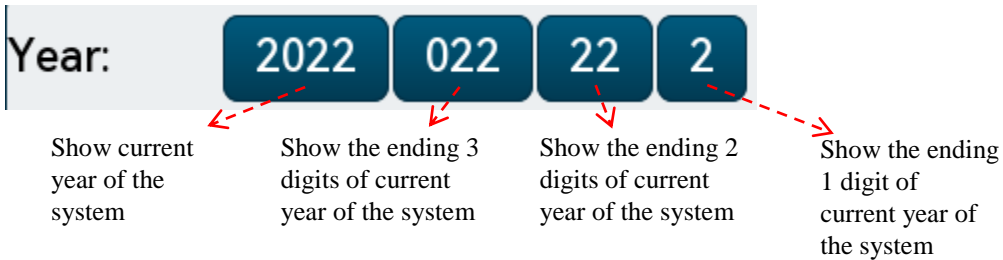 Year: 2022 022 22 2
Show current
year of the
system
Show the ending 3
digits of current
year of the system
Show the ending 2
digits of current
year of the system
Show the ending
1 digit of
current year of
the system